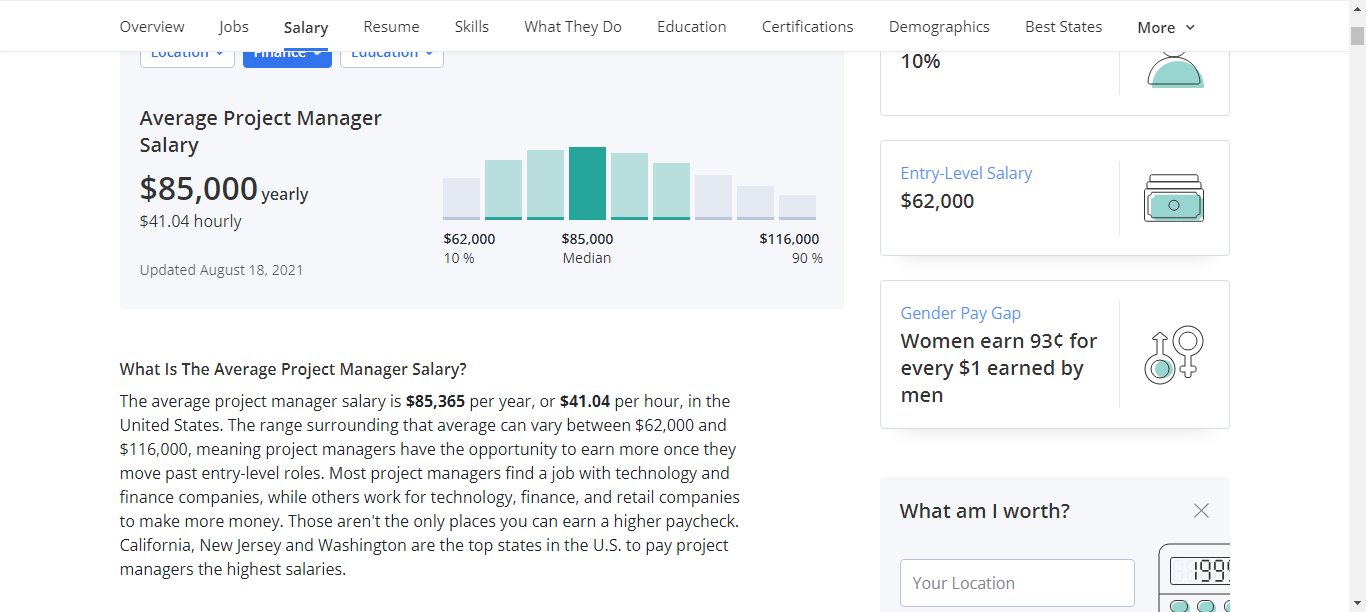 Overview Jobs Salary Resume Skills What They Do Education Certifications Demographics Best States More
Location Finance Education
Average Project Manager
Salary
$85,000 yearly
$41.04 hourly
Updated August 18, 2021
$62,000 $85,000 $116,000
10 % Median 90 %
What Is The Average Project Manager Salary?
The average project manager salary is $85,365 per year, or $41.04 per hour, in the
United States. The range surrounding that average can vary between $62,000 and
$116,000, meaning project managers have the opportunity to earn more once they
move past entry-level roles. Most project managers find a job with technology and
finance companies, while others work for technology, finance, and retail companies
to make more money. Those aren't the only places you can earn a higher paycheck.
California, New Jersey and Washington are the top states in the U.S. to pay project
managers the highest salaries.
10%
Entry-Level Salary
$62,000
Gender Pay Gap
Women earn 93¢ for
every $1 earned by
men
What am I worth?
Your Location